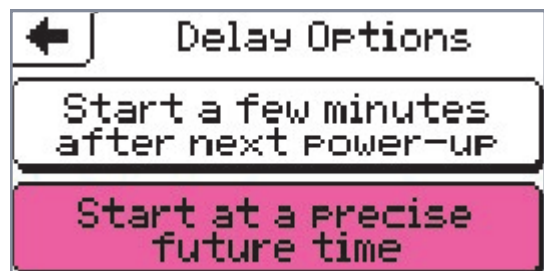 Delay Options
Start a few minutes
after next power-up
Start at a precise
future time